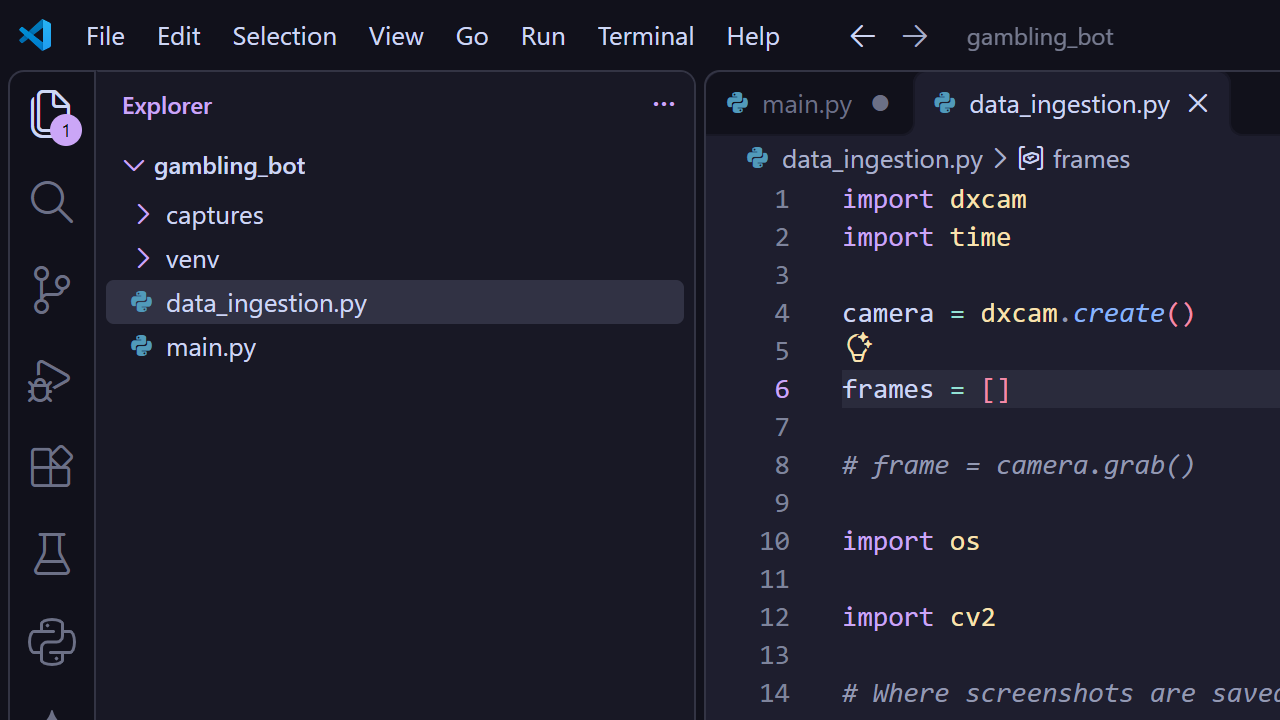 File Edit Selection View Go Run Terminal Help gambling_bot
Explorer
1
gambling_bot
captures
venv
data_ingestion.py
main.py
main.py data_ingestion.py
data_ingestion.py frames
1 import dxcam
2 import time
3
4 camera = dxcam.create()
5
6 frames = []
7
8 # frame = camera.grab()
9
10 import os
11
12 import cv2
13
14 # Where screenshots are saved